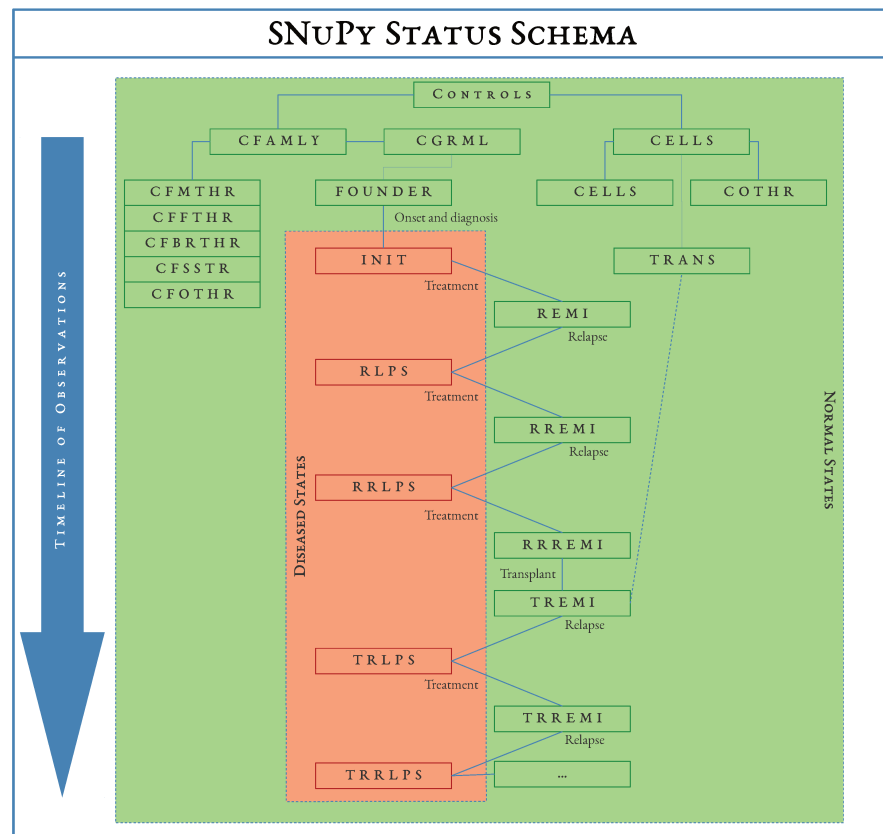 SNuPy Status Schema
Controls
CFAMLY
CGRML
CELLS
CFMTHR
CFFTHR
CFBRTHR
CFSSTR
CFOTHR
FOUNDER
CELLS
COTHR
Onset and diagnosis
INIT
TRANS
Treatment
REMI
Relapse
RLPS
Treatment
RREMI
Relapse
RRLPS
Treatment
RRREMI
Transplant
TREMI
Relapse
TRLPS
Treatment
TRREMI
Relapse
TRRLPS
...
Timeline of Observations
Diseased States
Normal States